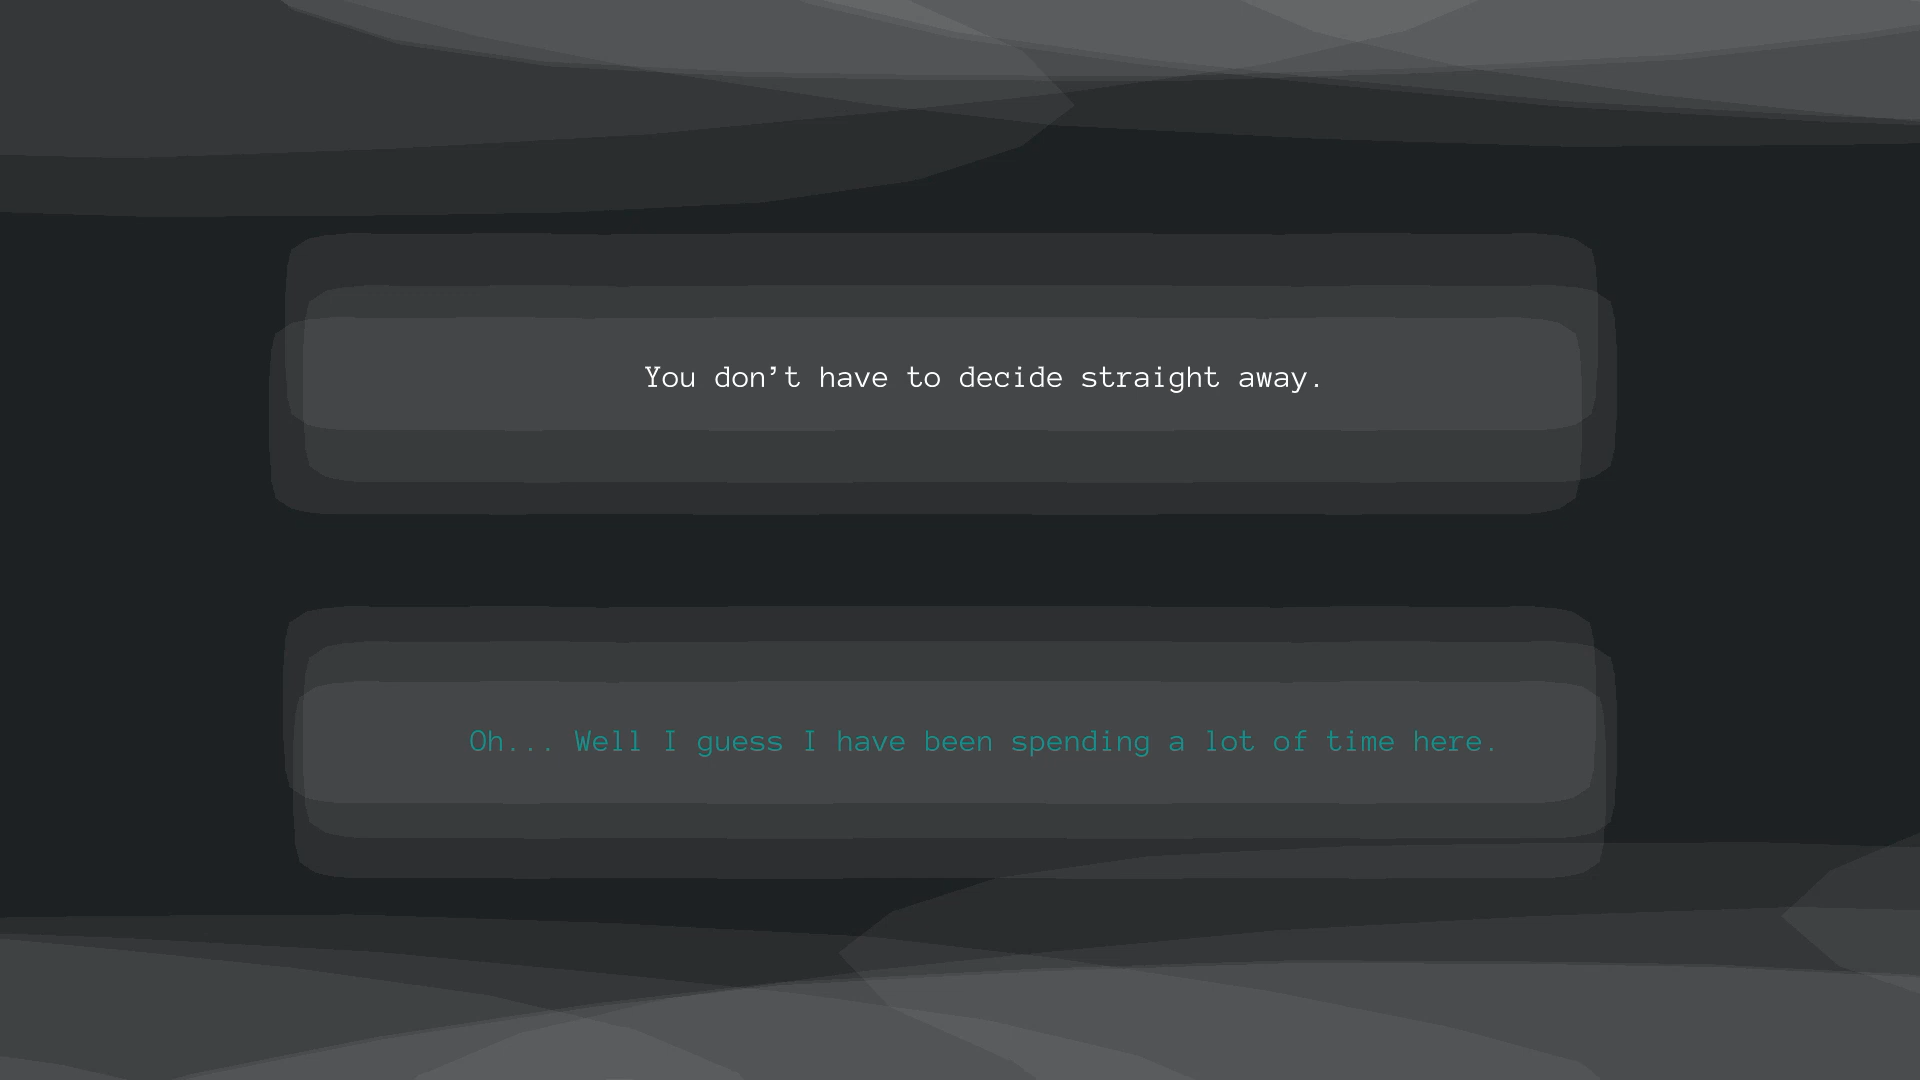 You don’t have to decide straight away.
Oh... Well I guess I have been spending a lot of time here.